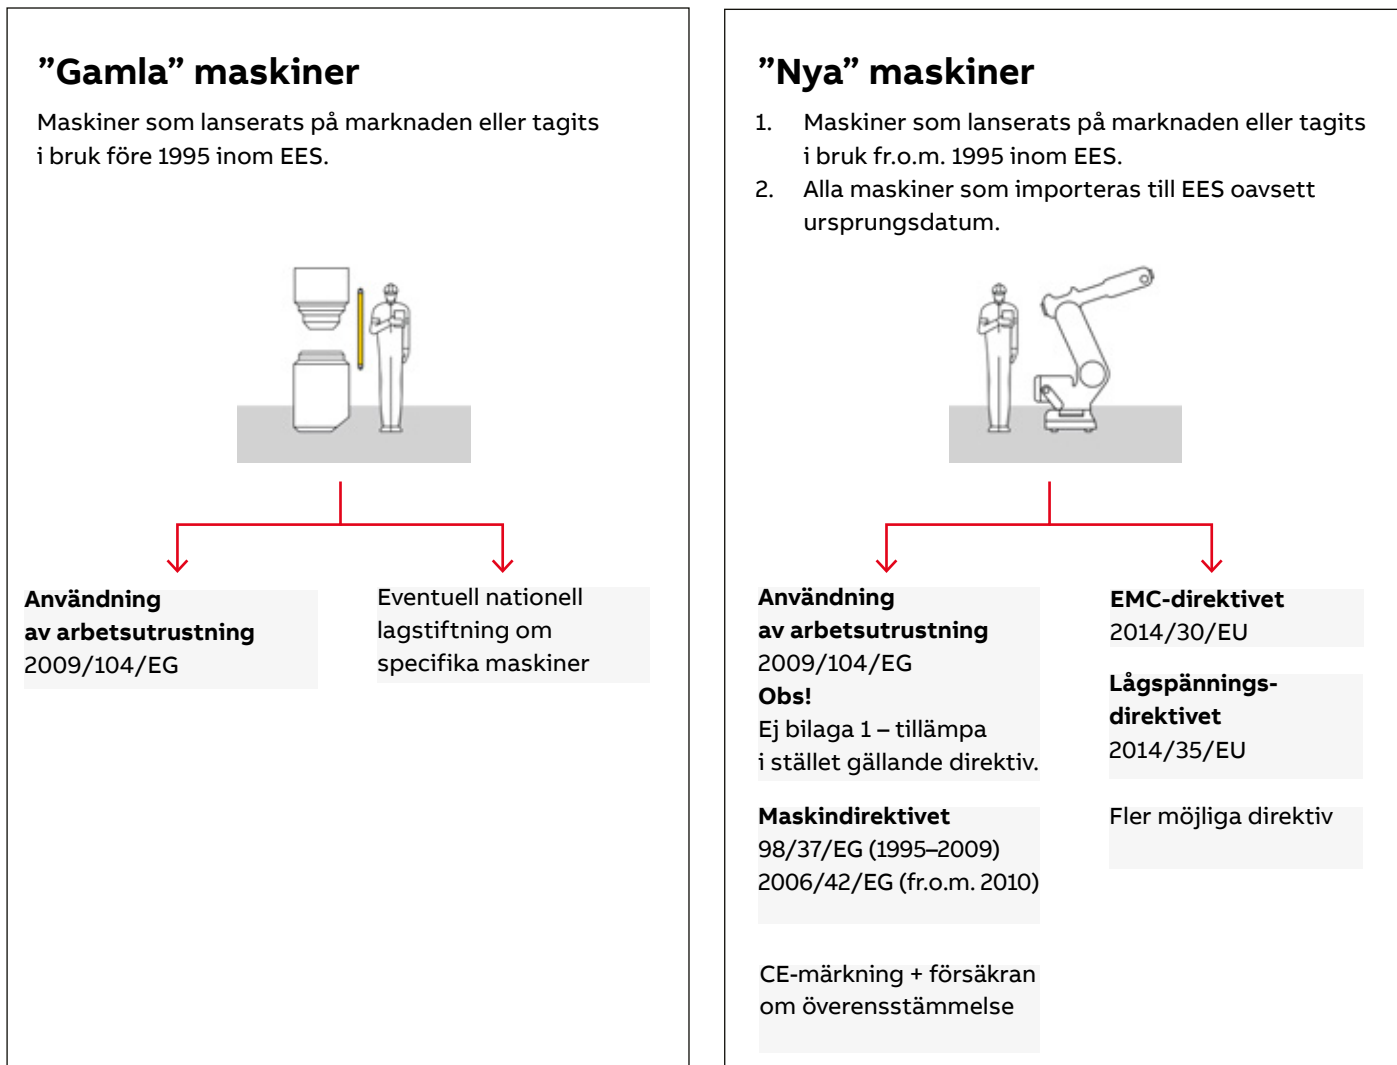 ”Gamla” maskiner
Maskiner som lanserats på marknaden eller tagits
i bruk före 1995 inom EES.
Användning
av arbetsutrustning
2009/104/EG
Eventuell nationell
lagstiftning om
specifika maskiner
”Nya” maskiner
1. Maskiner som lanserats på marknaden eller tagits
i bruk fr.o.m. 1995 inom EES.
2. Alla maskiner som importeras till EES oavsett
ursprungsdatum.
Användning
av arbetsutrustning
2009/104/EG
Obs!
Ej bilaga 1 – tillämpa
i stället gällande direktiv.
Maskindirektivet
98/37/EG (1995–2009)
2006/42/EG (fr.o.m. 2010)
CE-märkning + försäkran
om överensstämmelse
EMC-direktivet
2014/30/EU
Lågspännings-
direktivet
2014/35/EU
Fler möjliga direktiv